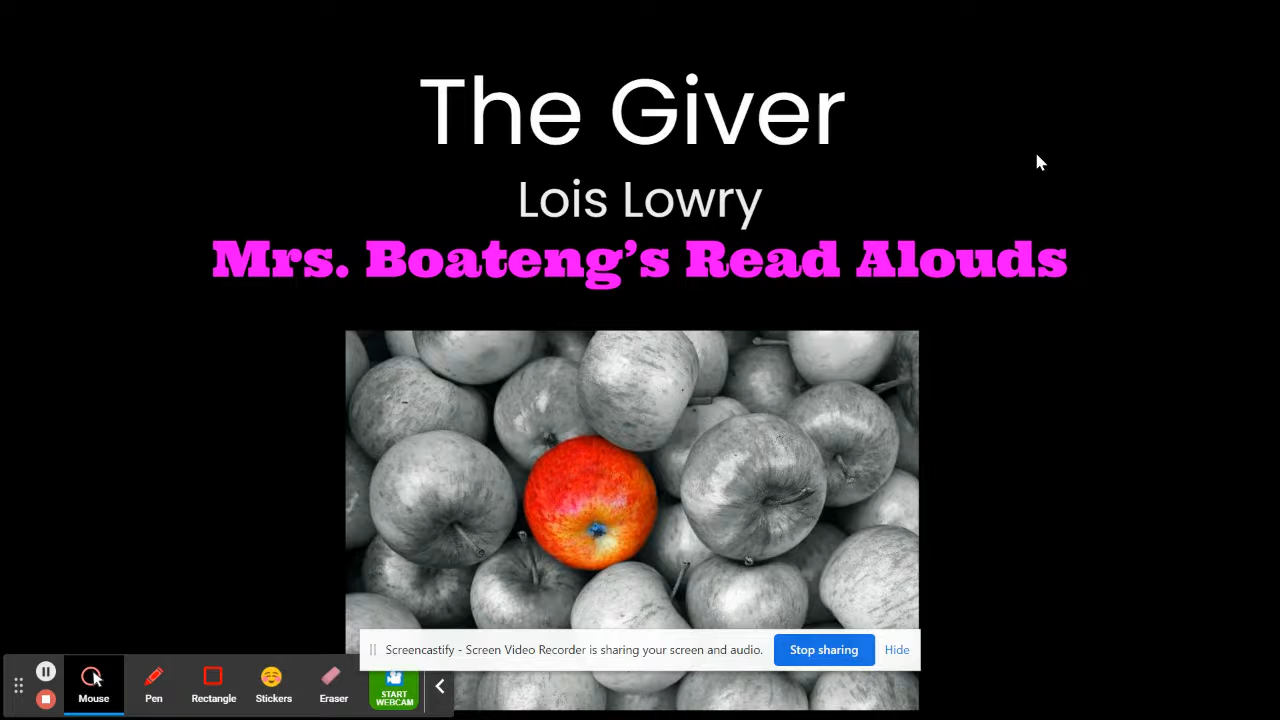 The Giver
Lois Lowry
Mrs. Boateng's Read Alouds
Screencastify - Screen Video Recorder is sharing your screen and audio.
Stop sharing
Hide
Mouse
Pen
Rectangle
Stickers
Eraser
START
WEBCAM